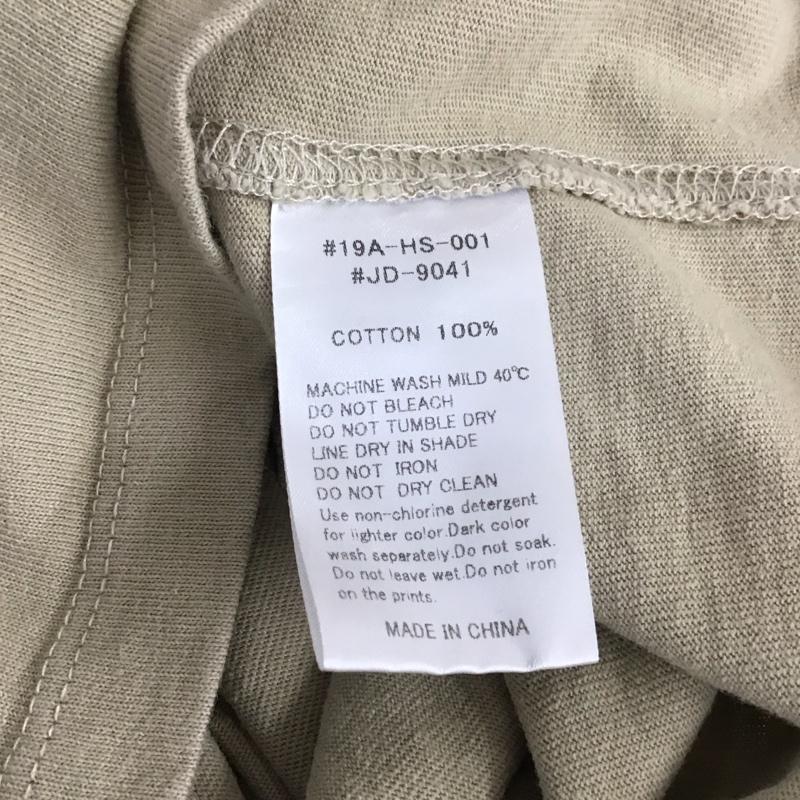 #19A-HS-001
#JD-9041
COTTON 100%
MACHINE WASH MILD 40℃
DO NOT BLEACH
DO NOT TUMBLE DRY
LINE DRY IN SHADE
DO NOT IRON
DO NOT DRY CLEAN
Use non-chlorine detergent
for lighter color.Dark color
wash separately.Do not soak.
Do not leave wet.Do not iron
on the prints.
MADE IN CHINA